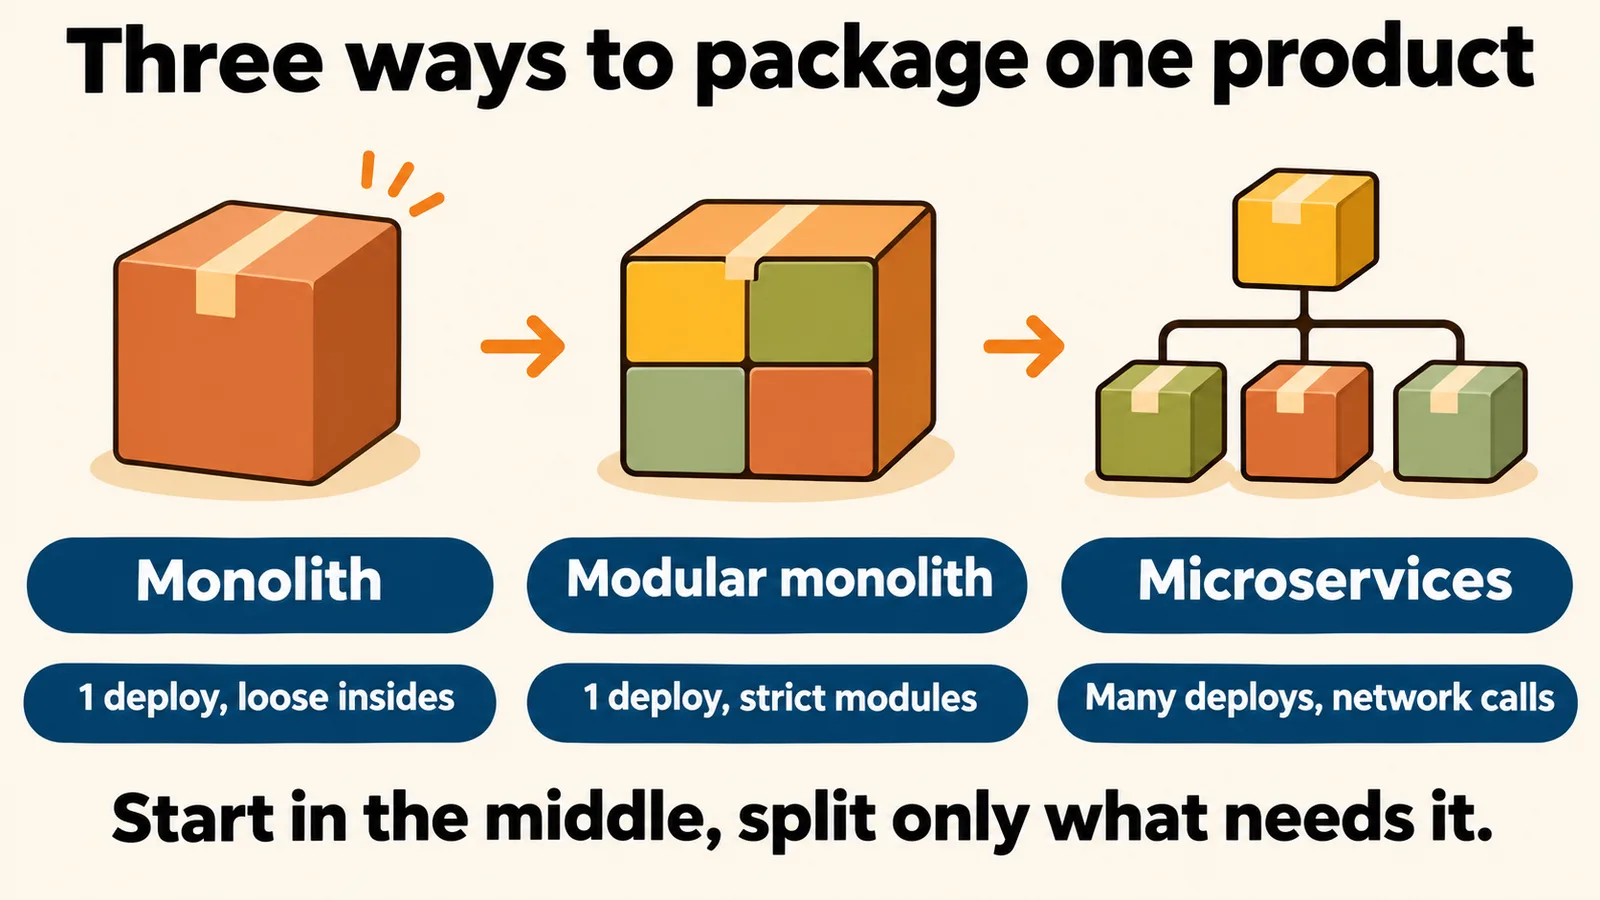 Three ways to package one product
Monolith
Modular monolith
Microservices
1 deploy, loose insides
1 deploy, strict modules
Many deploys, network calls
Start in the middle, split only what needs it.